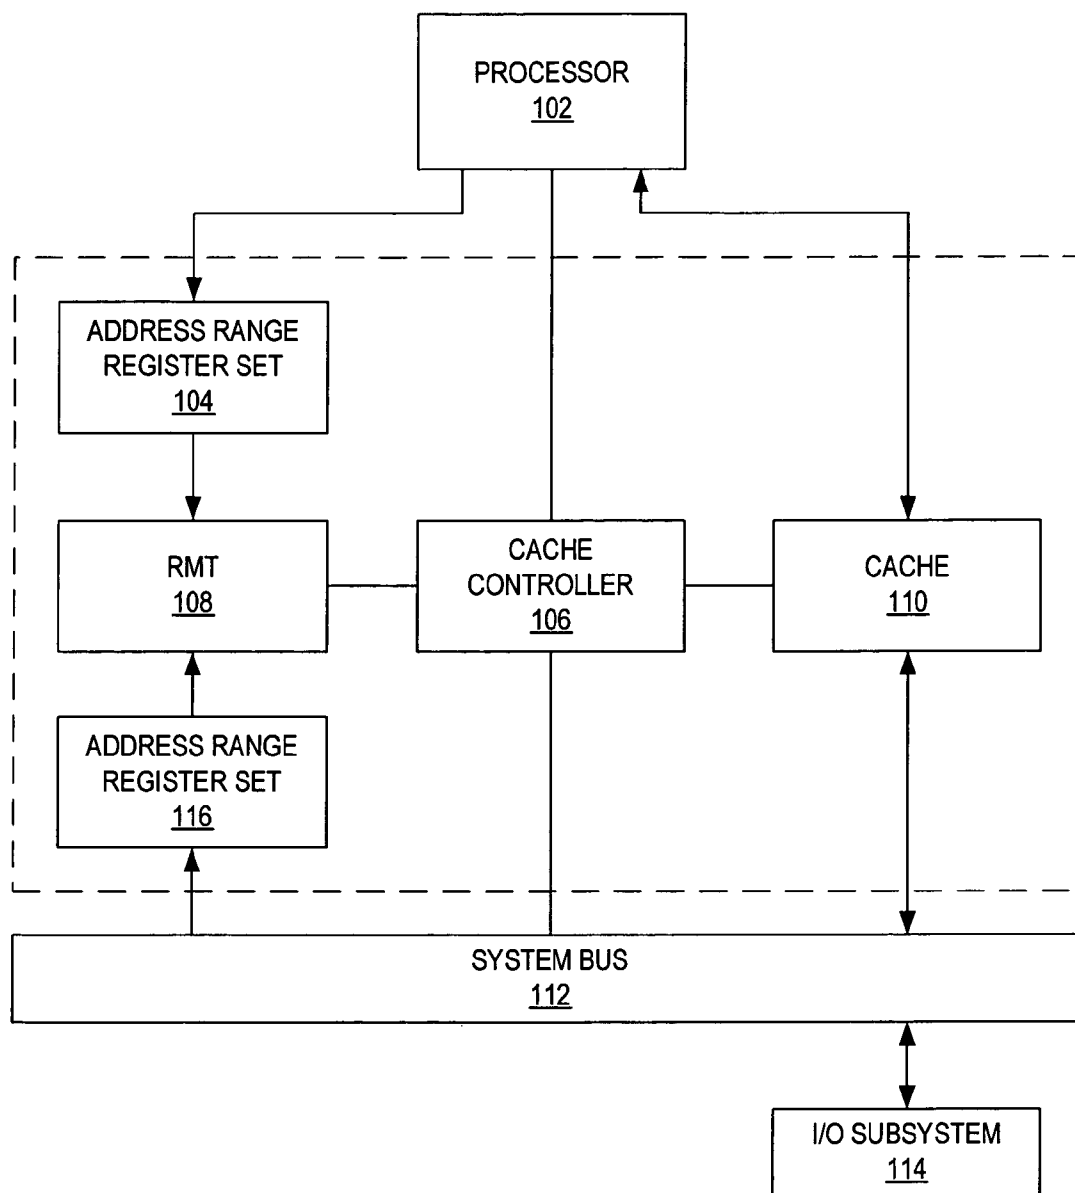 PROCESSOR
102
ADDRESS RANGE
REGISTER SET
104
RMT
108
CACHE
CONTROLLER
106
CACHE
110
ADDRESS RANGE
REGISTER SET
116
SYSTEM BUS
112
I/O SUBSYSTEM
114